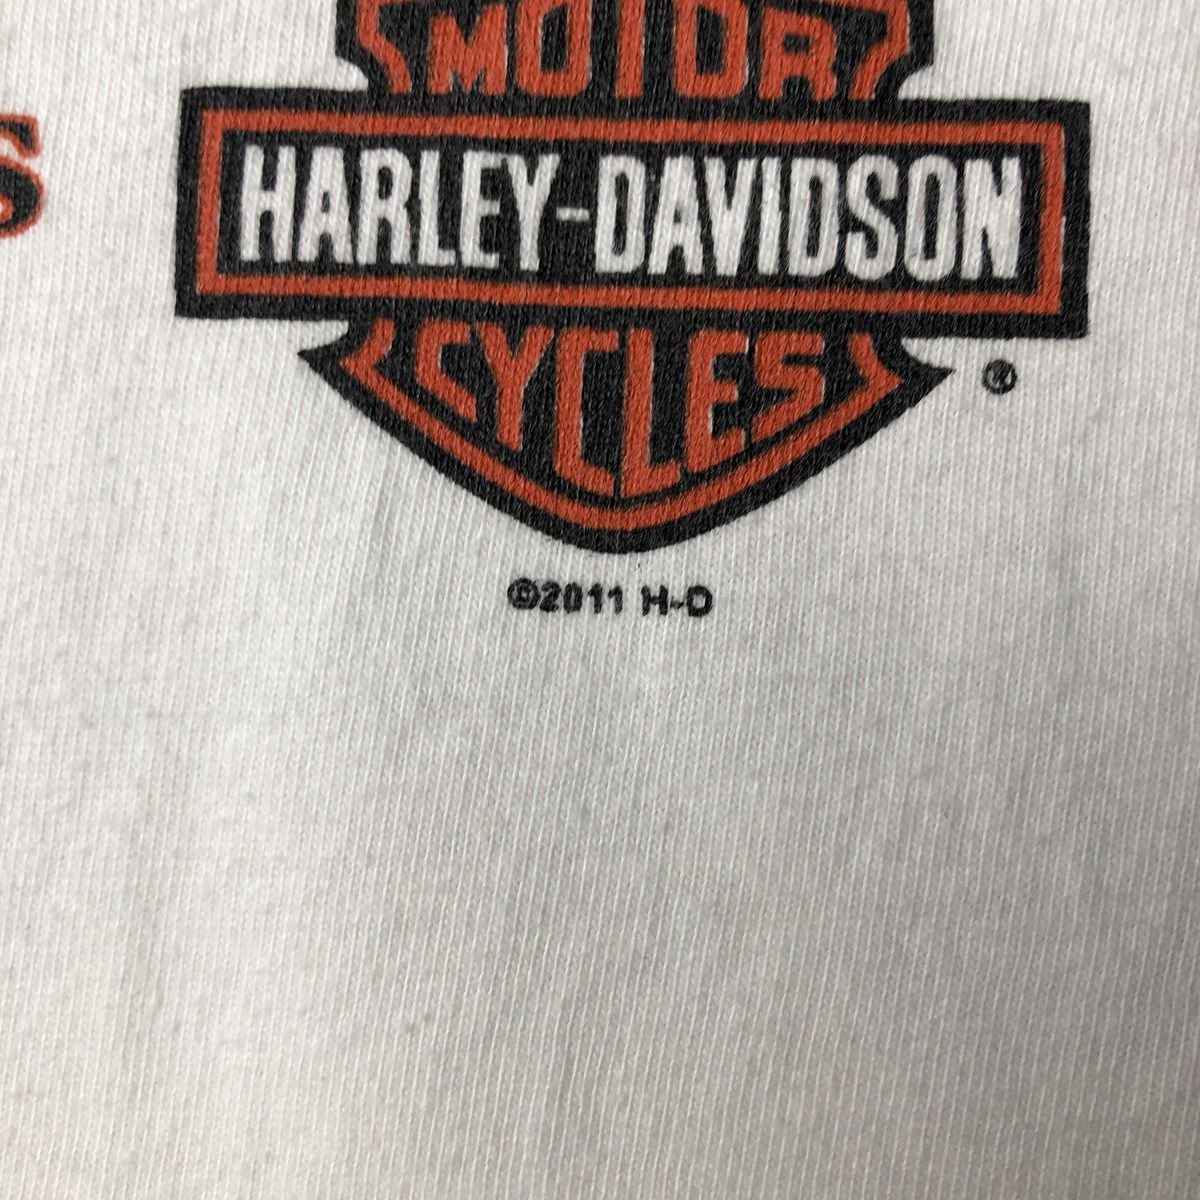 MOTOR
S
HARLEY-DAVIDSON
CYCLES
®
©2011 H-D